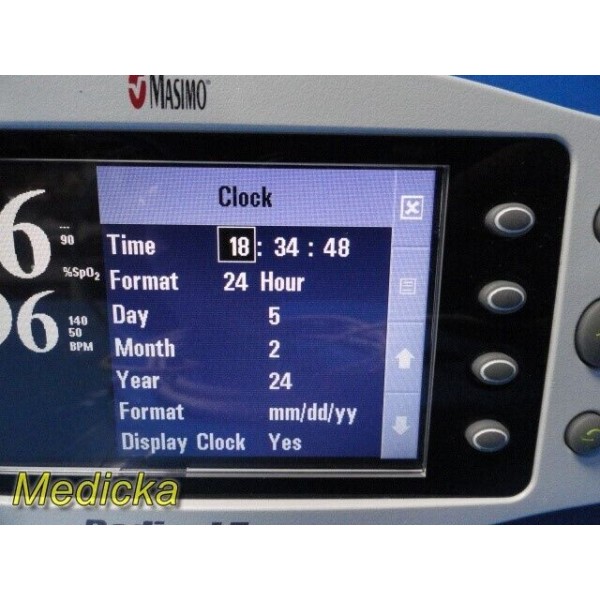 MASIMO
Clock
Time 18 : 34 : 48
Format 24 Hour
Day 5
Month 2
Year 24
Format mm/dd/yy
Display Clock Yes
6
---
90
%SpO2
96
140
50
BPM
Medicka